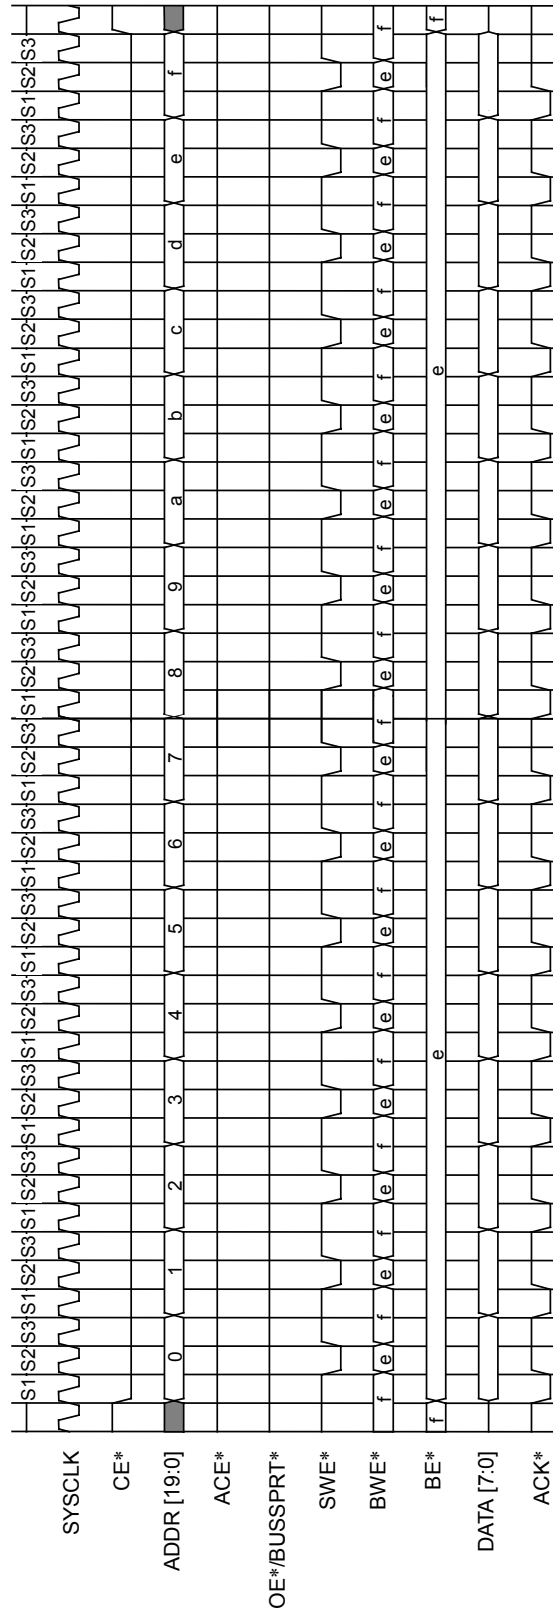 S1 S2 S3 S1 S2 S3 S1 S2 S3 S1 S2 S3 S1 S2 S3 S1 S2 S3 S1 S2 S3 S1 S2 S3 S1 S2 S3 S1 S2 S3 S1 S2 S3 S1 S2 S3 S1 S2 S3 S1 S2 S3 S1 S2 S3 S1 S2 S3
SYSCLK
CE*
ADDR [19:0] 0 1 2 3 4 5 6 7 8 9 a b c d e f
ACE*
OE*/BUSSPRT*
SWE*
BWE* f e f e f e f e f e f e f e f e f e f e f e f e f e f e f e f e f
BE* f e e f
DATA [7:0]
ACK*